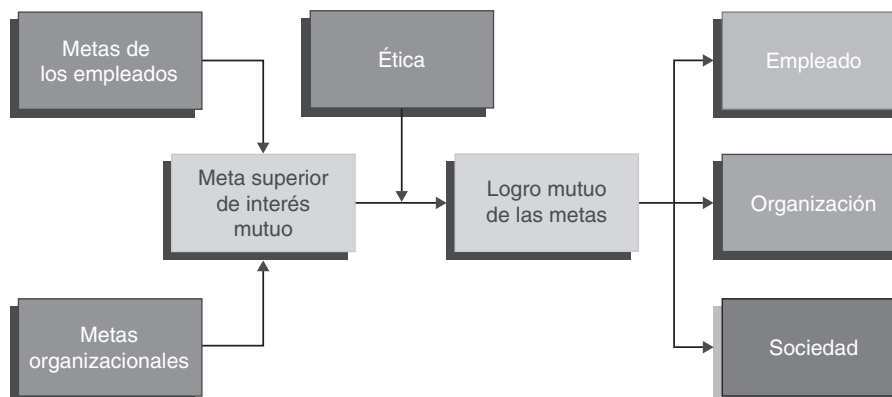 Metas de
los empleados
Ética
Empleado
Meta superior
de interés
mutuo
Logro mutuo
de las metas
Organización
Metas
organizacionales
Sociedad